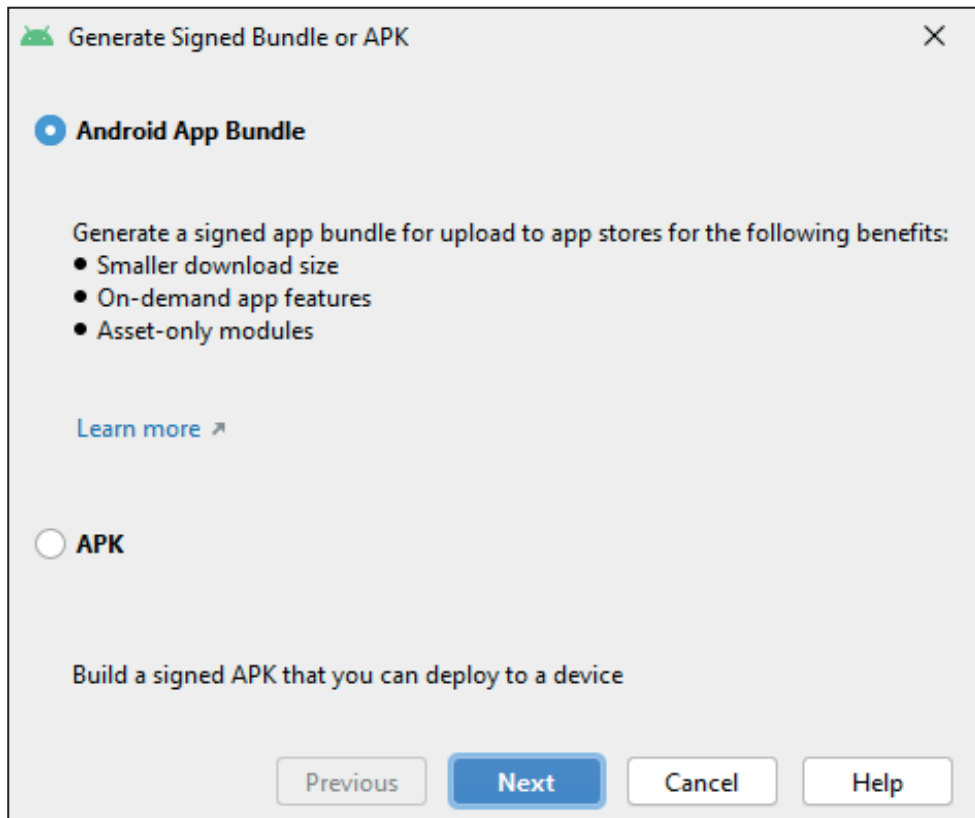 Generate Signed Bundle or APK
Android App Bundle
Generate a signed app bundle for upload to app stores for the following benefits:
• Smaller download size
• On-demand app features
• Asset-only modules
Learn more ↗
APK
Build a signed APK that you can deploy to a device
Previous Next Cancel Help